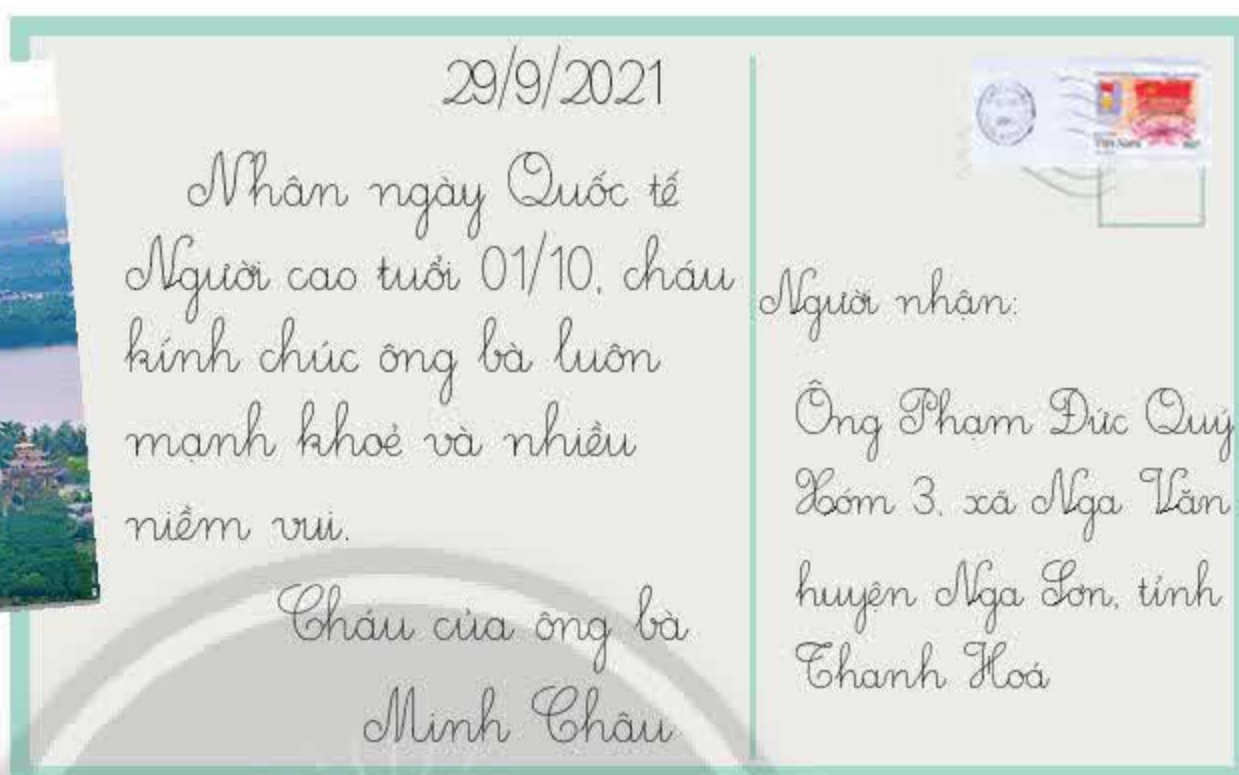 29/9/2021
Nhân ngày Quốc tế
Người cao tuổi 01/10, cháu
kính chúc ông bà luôn
mạnh khoẻ và nhiều
niềm vui.
Cháu của ông bà
Minh Châu
Người nhận:
Ông Phạm Đức Quý
Xóm 3, xã Nga Văn
huyện Nga Sơn, tỉnh
Thanh Hoá